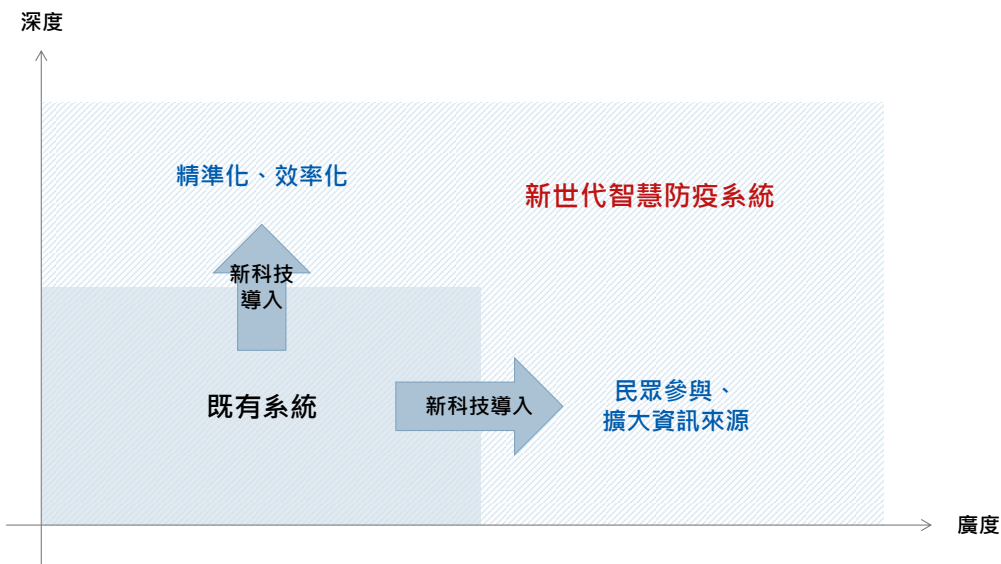 深度
精準化、效率化
新世代智慧防疫系統
新科技
導入
既有系統
新科技導入
民眾參與、
擴大資訊來源
廣度